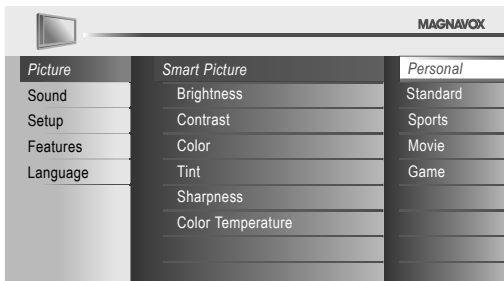 MAGNAVOX
Picture
Sound
Setup
Features
Language
Smart Picture
Brightness
Contrast
Color
Tint
Sharpness
Color Temperature
Personal
Standard
Sports
Movie
Game